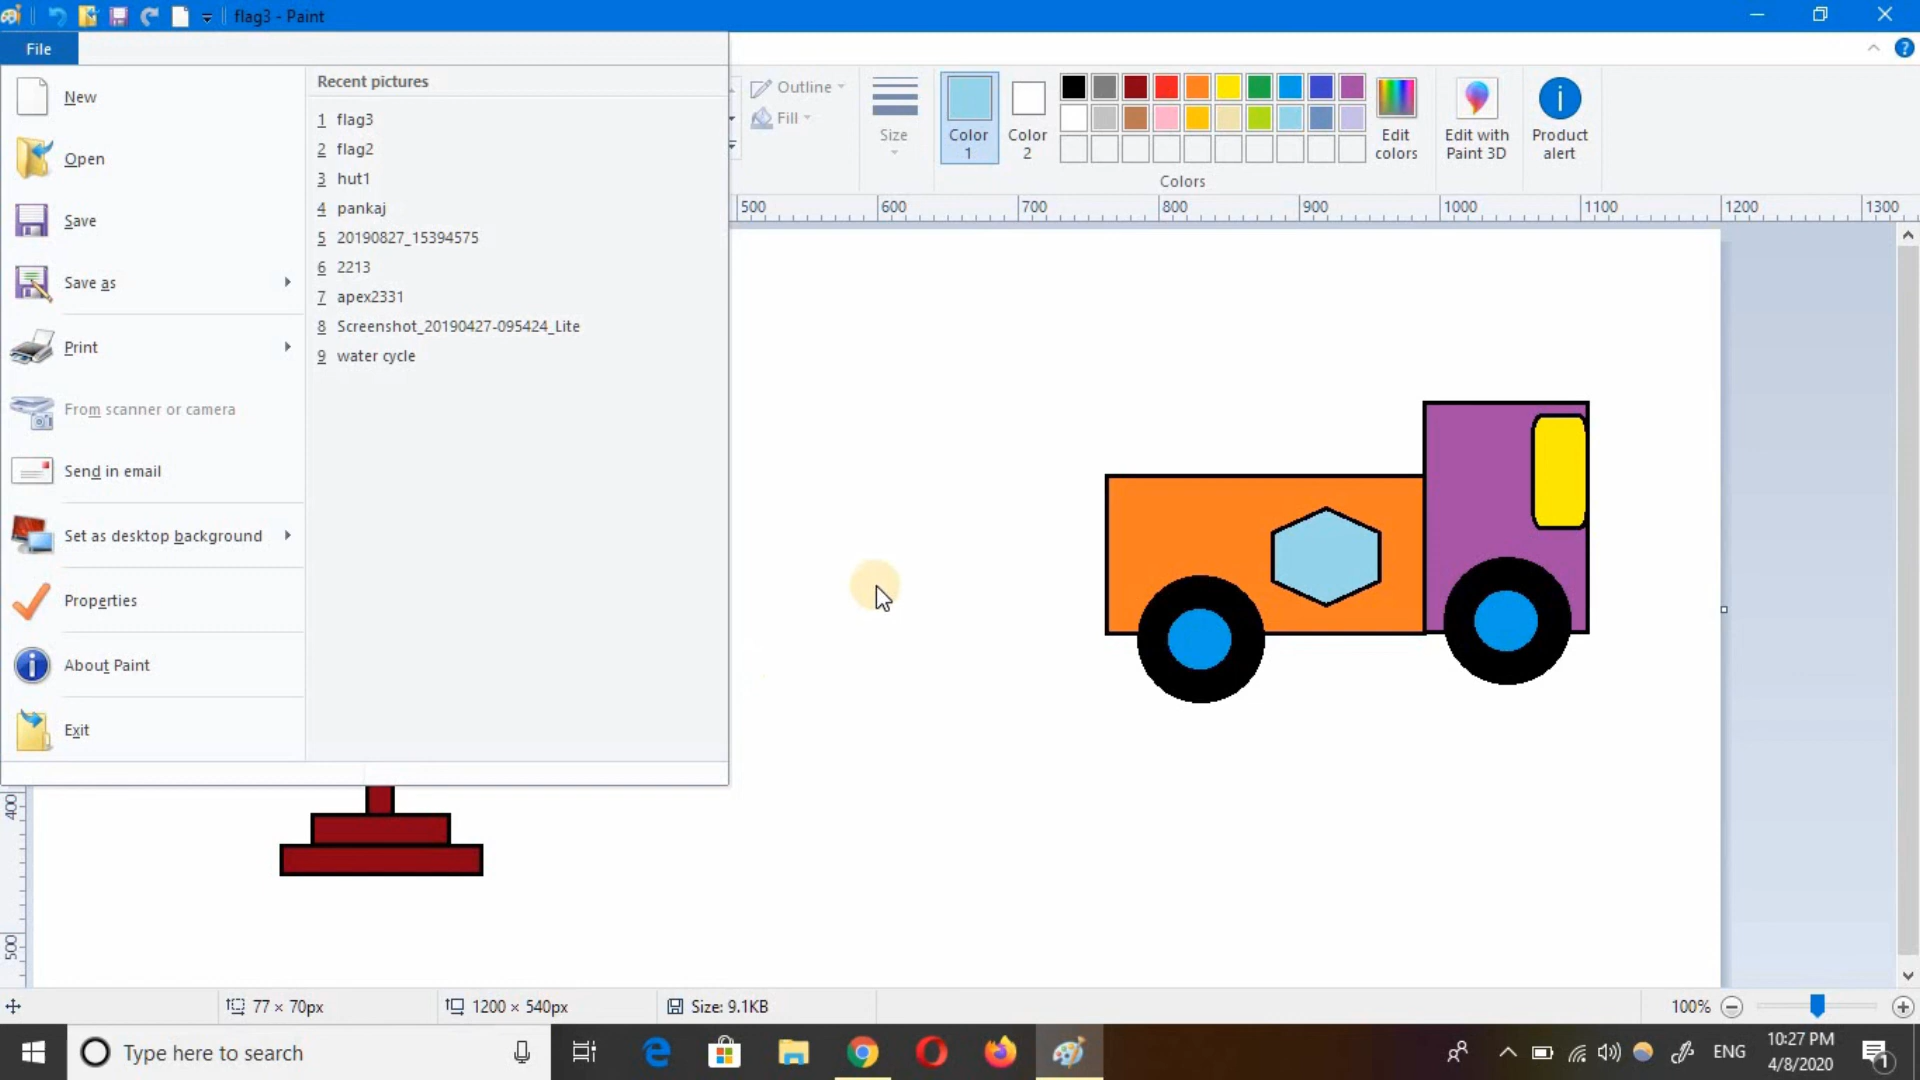 flag3 - Paint
File
Recent pictures
New
Open
Save
Save as
Print
From scanner or camera
Send in email
Set as desktop background
Properties
About Paint
Exit
1 flag3
2 flag2
3 hut1
4 pankaj
5 20190827_15394575
6 2213
7 apex2331
8 Screenshot_20190427-095424_Lite
9 water cycle
Outline
Fill
Size
Color
1
Color
2
Edit
colors
Edit with
Paint 3D
Product
alert
Colors
500 600 700 800 900 1000 1100 1200 1300
400
500
77 × 70px
1200 × 540px
Size: 9.1KB
100%
Type here to search
ENG
10:27 PM
4/8/2020
1